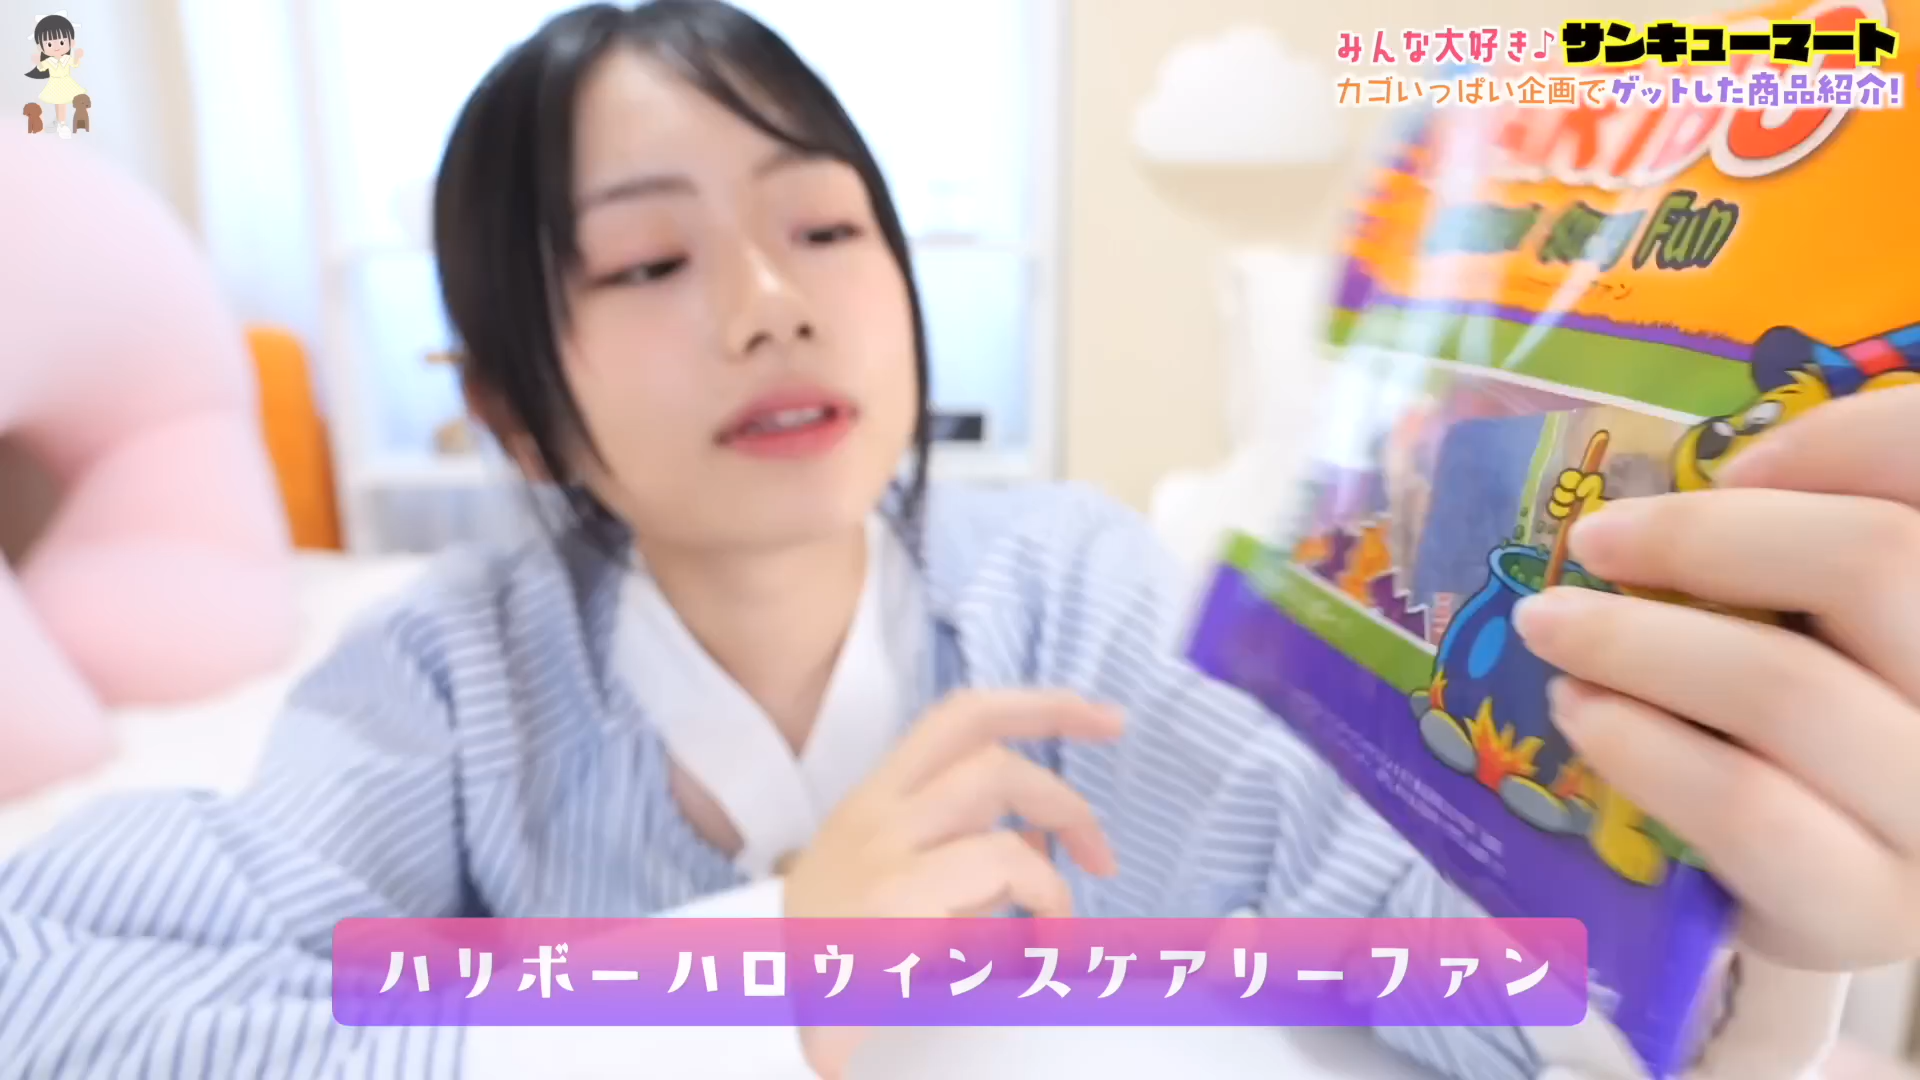 みんな大好き♪サンキューマート
カゴいっぱい企画でゲットした商品紹介!
Fun
ハリボーハロウィンスケアリーファン